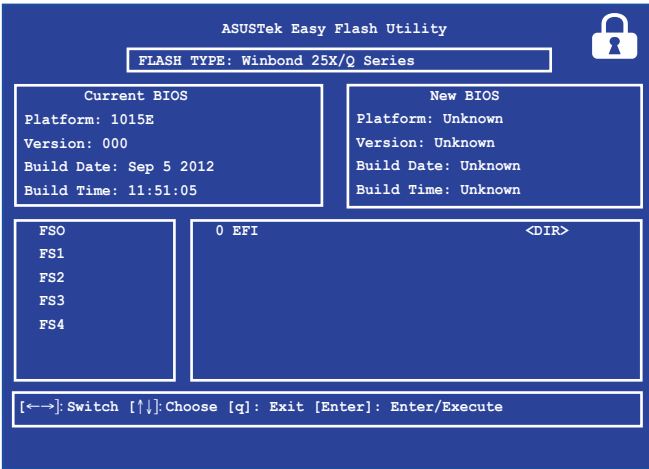 ASUSTek Easy Flash Utility
FLASH TYPE: Winbond 25X/Q Series
Current BIOS
Platform: 1015E
Version: 000
Build Date: Sep 5 2012
Build Time: 11:51:05
New BIOS
Platform: Unknown
Version: Unknown
Build Date: Unknown
Build Time: Unknown
FSO
FS1
FS2
FS3
FS4
0 EFI <DIR>
[←→]: Switch [↑↓]: Choose [q]: Exit [Enter]: Enter/Execute